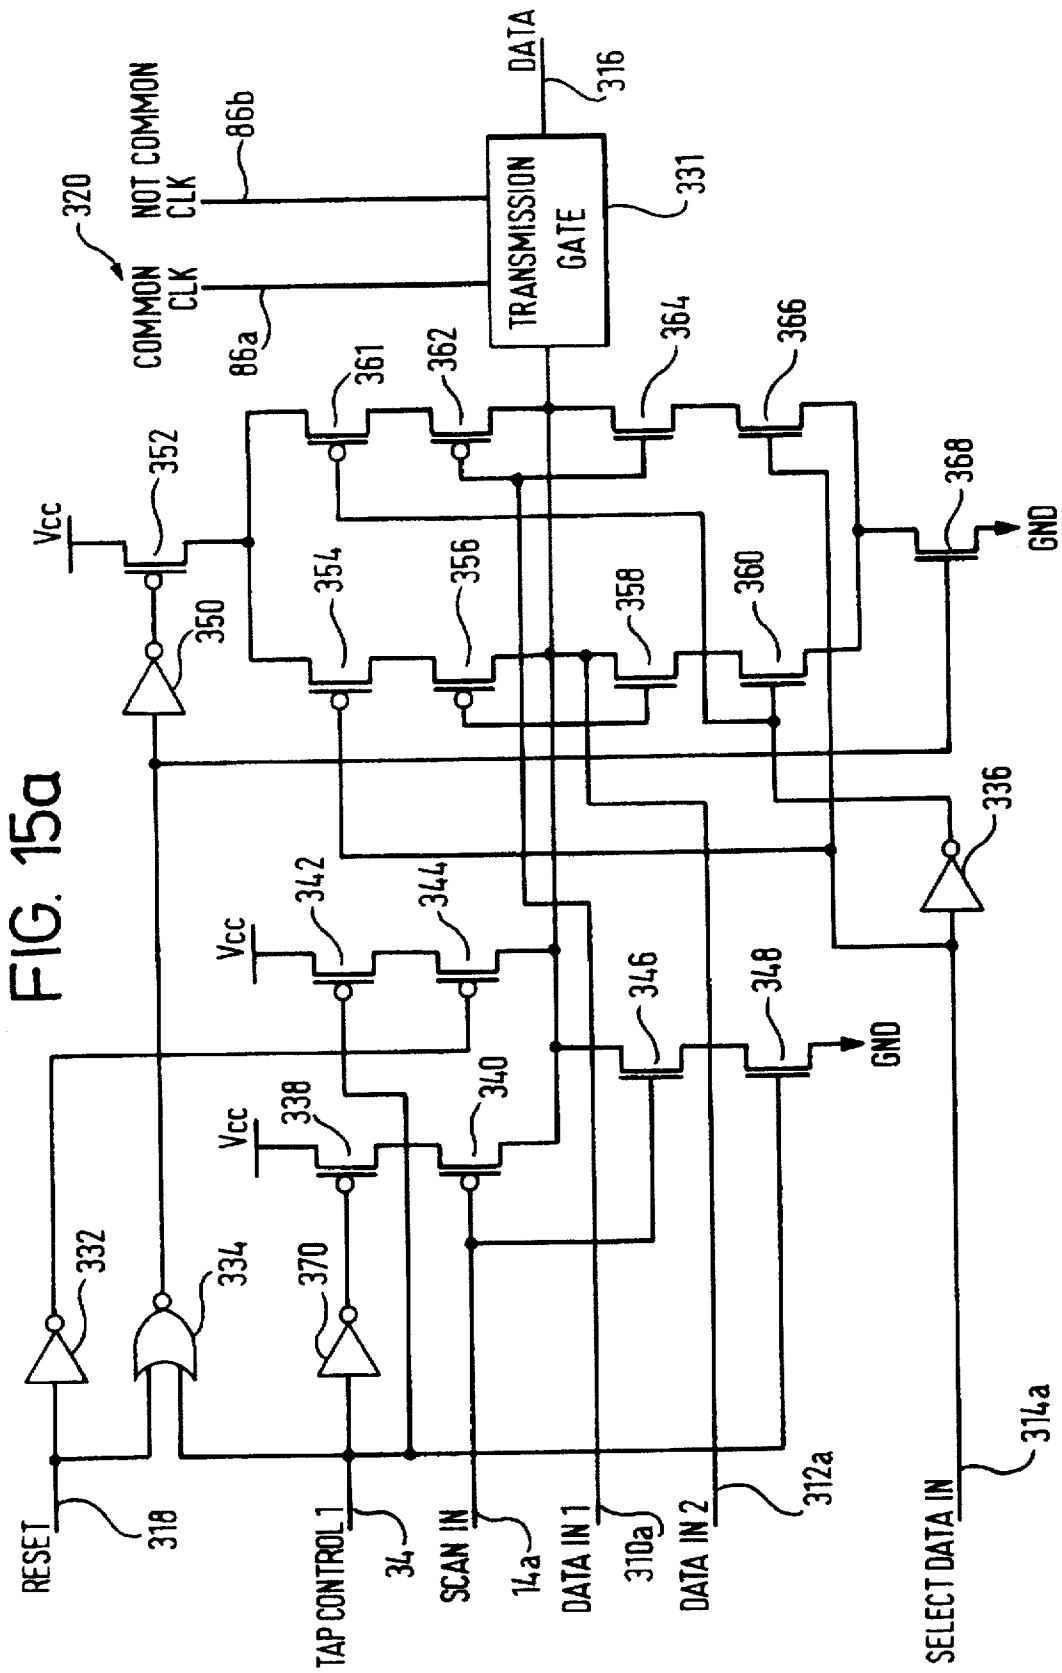 FIG. 15a
RESET
318
332
334
TAP CONTROL 1
34
370
SCAN IN
14a
DATA IN 1
310a
DATA IN 2
312a
SELECT DATA IN
314a
336
Vcc
338
340
Vcc
342
344
346
348
GND
350
Vcc
352
354
356
358
360
361
362
364
366
368
GND
COMMON
CLK
86a
320
NOT COMMON
CLK
86b
TRANSMISSION
GATE
331
DATA
316